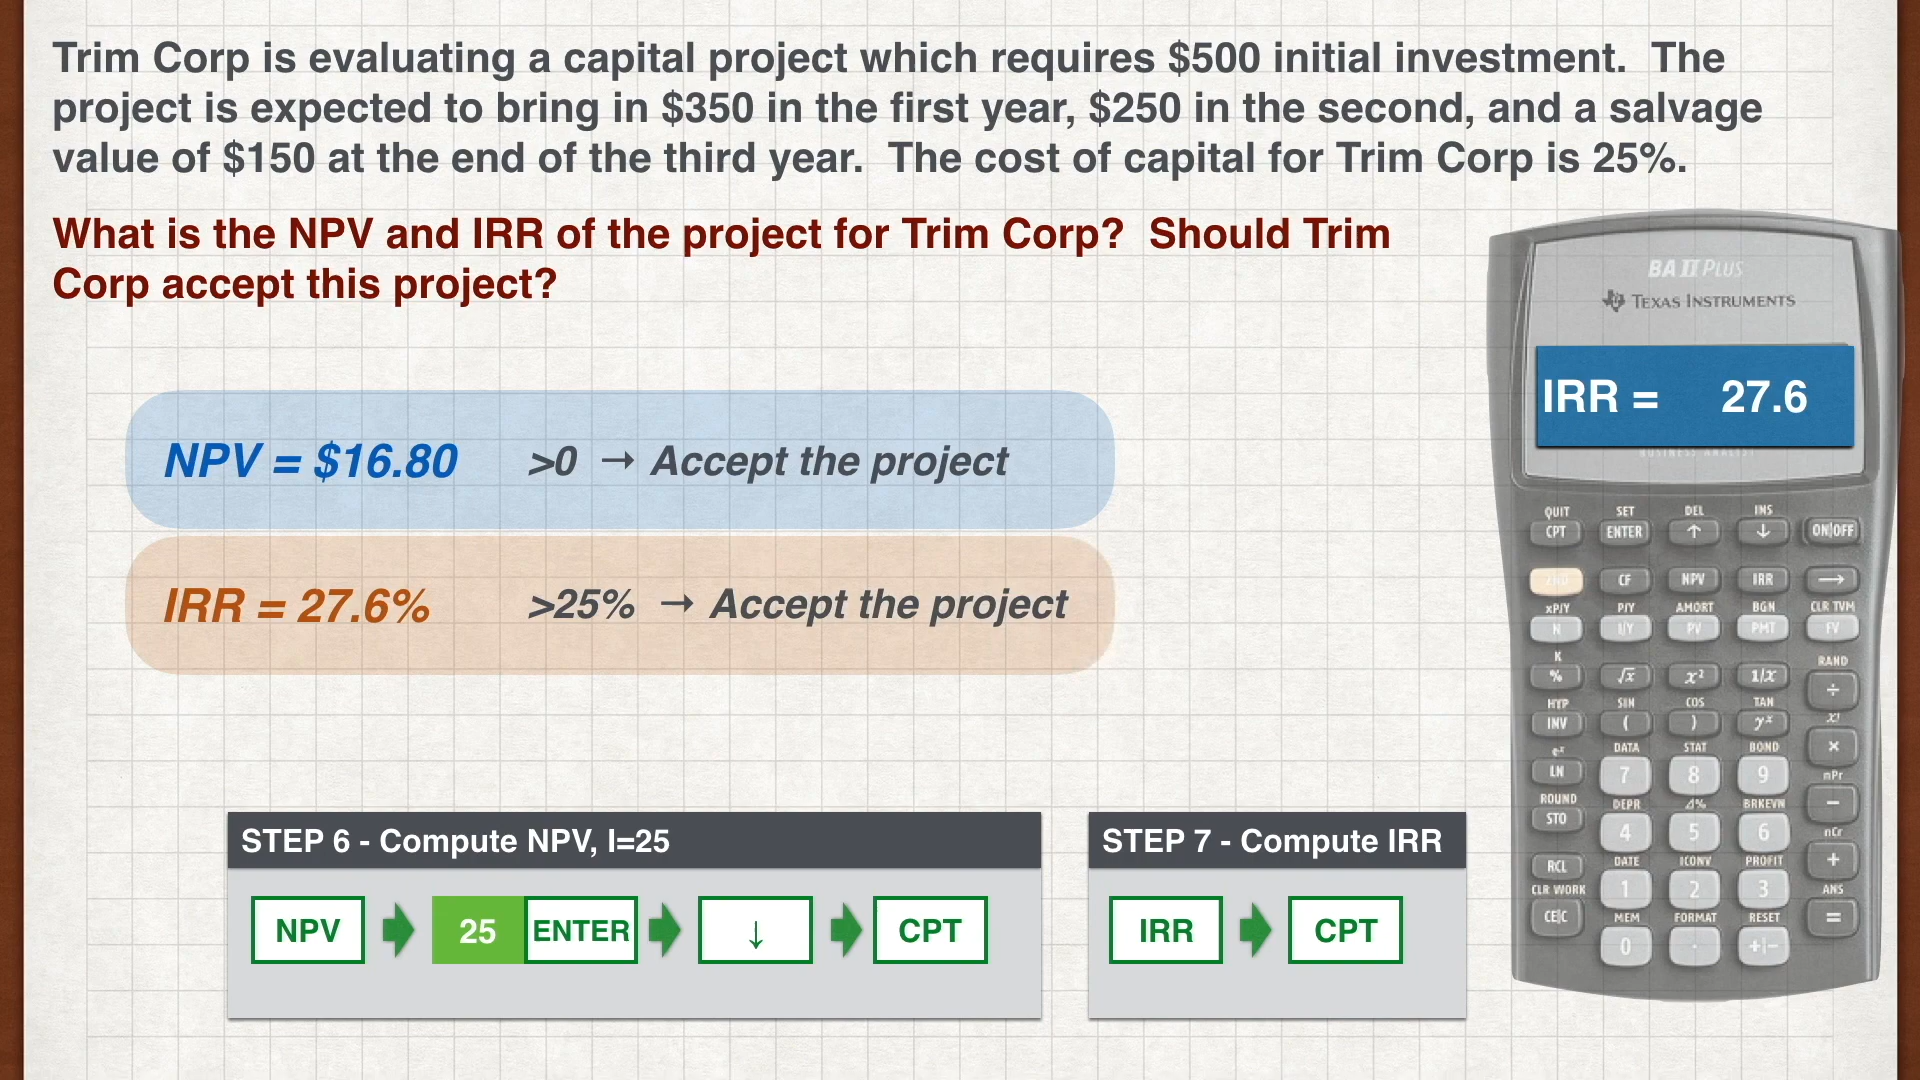 Trim Corp is evaluating a capital project which requires $500 initial investment.  The
project is expected to bring in $350 in the first year, $250 in the second, and a salvage
value of $150 at the end of the third year.  The cost of capital for Trim Corp is 25%.
What is the NPV and IRR of the project for Trim Corp?  Should Trim
Corp accept this project?
NPV = $16.80 >0 → Accept the project
IRR = 27.6% >25% → Accept the project
STEP 6 - Compute NPV, I=25
NPV 25 ENTER ↓ CPT
STEP 7 - Compute IRR
IRR CPT
BA II PLUS
TEXAS INSTRUMENTS
IRR = 27.6
BUSINESS ANALYST
QUIT SET DEL INS
CPT ENTER ↑ ↓ ON|OFF
2ND CF NPV IRR →
xP/Y P/Y AMORT BGN CLR TVM
N I/Y PV PMT FV
K RAND
% √x x² 1/x ÷
HYP SIN COS TAN x!
INV ( ) yˣ ×
eˣ DATA STAT BOND nPr
LN 7 8 9 −
ROUND DEPR Δ% BRKEVN nCr
STO 4 5 6 +
DATE ICONV PROFIT ANS
RCL 1 2 3 =
CLR WORK MEM FORMAT RESET
CE|C 0 . +|−